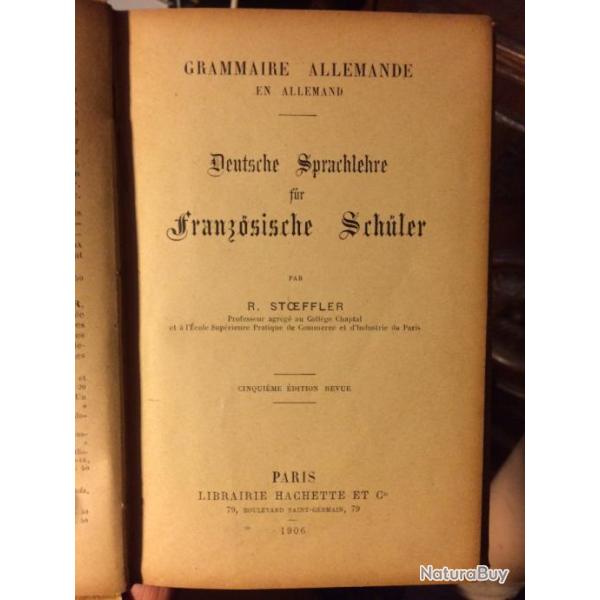 GRAMMAIRE ALLEMANDE
EN ALLEMAND
Deutsche Sprachlehre
für
Französische Schüler
PAR
R. STŒFFLER
Professeur agrégé au Collège Chaptal
et à l'École Supérieure Pratique de Commerce et d'Industrie de Paris
CINQUIÈME ÉDITION REVUE
PARIS
LIBRAIRIE HACHETTE ET Cie
79, BOULEVARD SAINT-GERMAIN, 79
1906
NaturaBuy